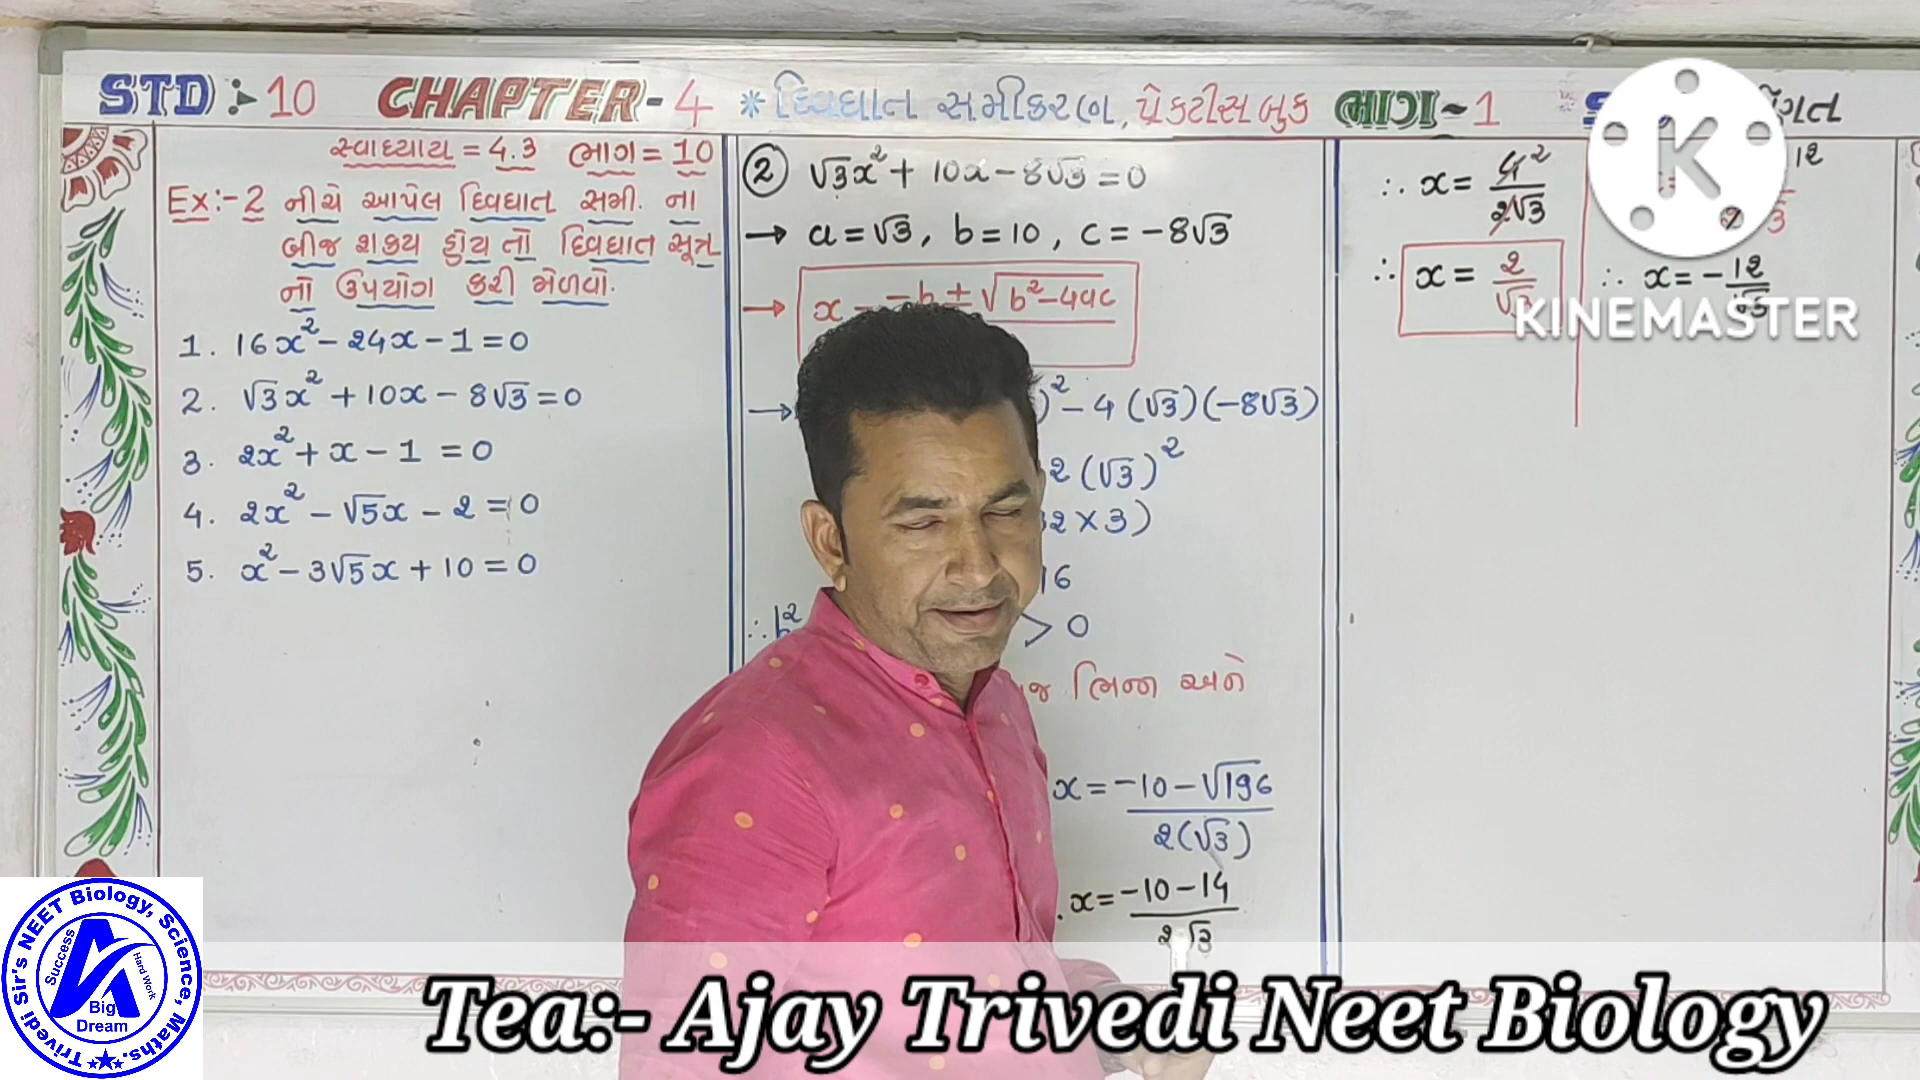 STD :- 10 CHAPTER - 4 * દ્વિઘાત સમીકરણ, પ્રેક્ટીસ બુક ભાગ - 1
સ્વાધ્યાય = 4.3 ભાગ = 10
Ex:- 2 નીચે આપેલ દ્વિઘાત સમી. ના
બીજ શક્ય હોય તો દ્વિઘાત સૂત્ર
નો ઉપયોગ કરી મેળવો.
1. 16x² - 24x - 1 = 0
2. √3x² + 10x - 8√3 = 0
3. 2x² + x - 1 = 0
4. 2x² - √5x - 2 = 0
5. x² - 3√5x + 10 = 0
② √3x² + 10x - 8√3 = 0
→ a = √3, b = 10, c = -8√3
→ x = -b ± √b² - 4ac
→ )² - 4 (√3) (-8√3)
2 (√3)²
32 × 3)
16
∴ b² > 0
ભિન્ન અને
x = -10 - √196
2(√3)
x = -10 - 14
2√3
∴ x = 4²
2√3
∴ x = 2
√3
12
∴ x = -12
√3
KINEMASTER
Trivedi Sir's NEET Biology, Science, Maths.
Success
Hard Work
Big
Dream
Tea:- Ajay Trivedi Neet Biology